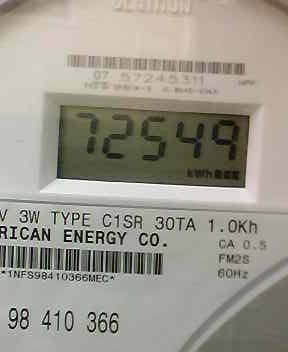 CENTRON
07 57245311
72549
kWh
V 3W TYPE C1SR 30TA 1.0Kh
RICAN ENERGY CO.
CA 0.5
FM2S
*1NFS98410366MEC*
60Hz
98 410 366